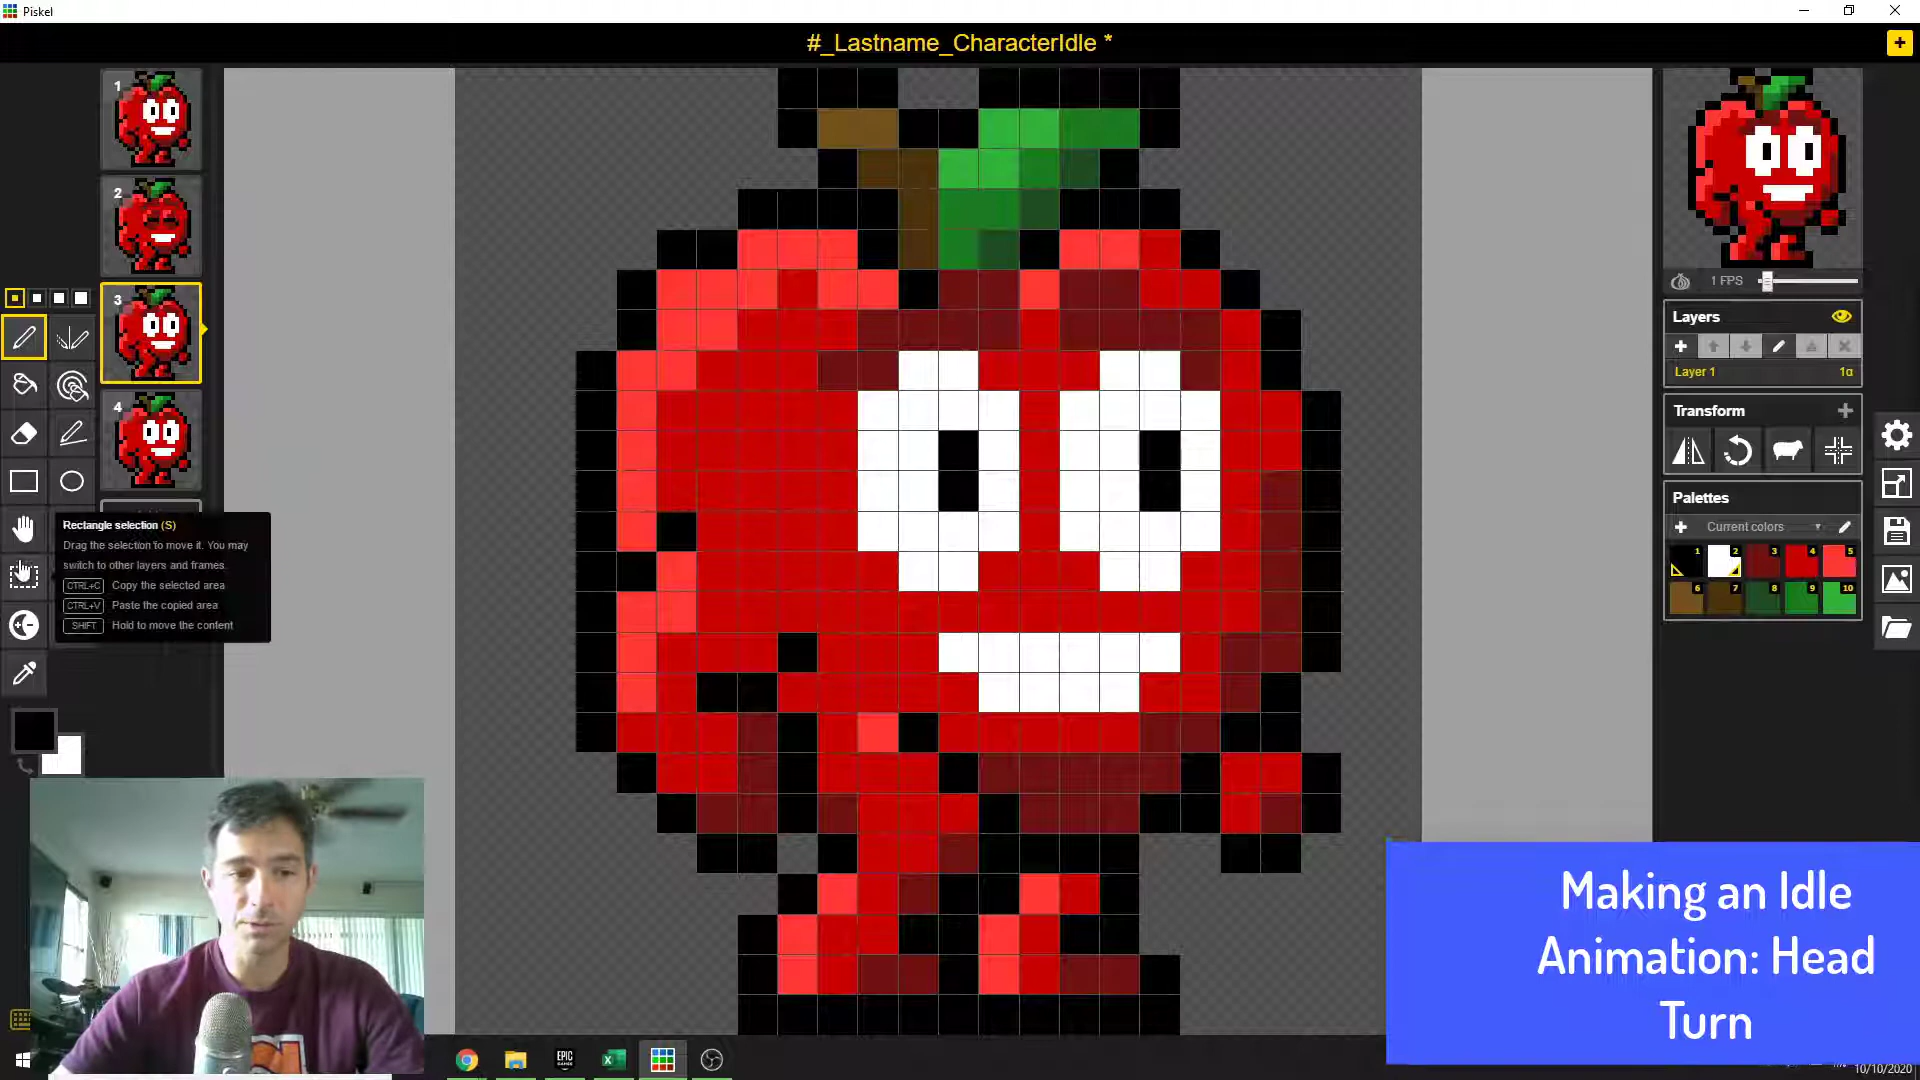 Piskel
#_Lastname_CharacterIdle *
1
2
3
4
Rectangle selection (S)
Drag the selection to move it. You may
switch to other layers and frames.
CTRL+C Copy the selected area
CTRL+V Paste the copied area
SHIFT Hold to move the content
1 FPS
Layers
Layer 1 1α
Transform
Palettes
Current colors
1 2 3 4 5
6 7 8 9 10
Making an Idle
Animation: Head
Turn
EPIC
10/10/2020